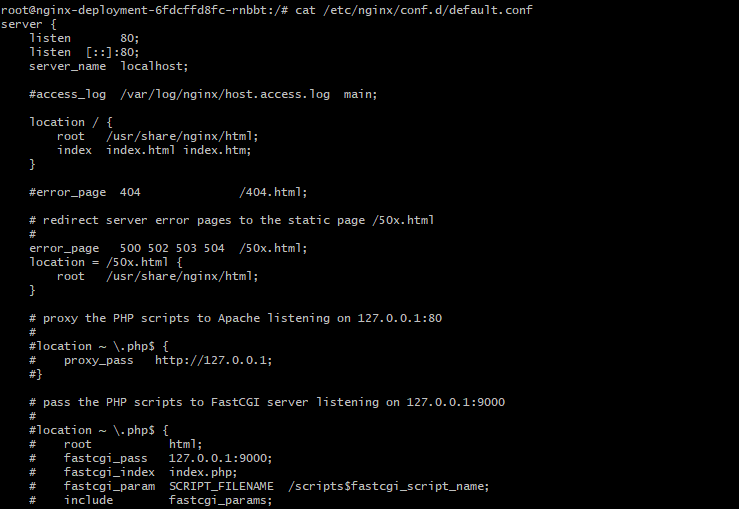 root@nginx-deployment-6fdcffd8fc-rnbbt:/# cat /etc/nginx/conf.d/default.conf
server {
    listen       80;
    listen  [::]:80;
    server_name  localhost;

    #access_log  /var/log/nginx/host.access.log  main;

    location / {
        root   /usr/share/nginx/html;
        index  index.html index.htm;
    }

    #error_page  404              /404.html;

    # redirect server error pages to the static page /50x.html
    #
    error_page   500 502 503 504  /50x.html;
    location = /50x.html {
        root   /usr/share/nginx/html;
    }

    # proxy the PHP scripts to Apache listening on 127.0.0.1:80
    #
    #location ~ \.php$ {
    #    proxy_pass   http://127.0.0.1;
    #}

    # pass the PHP scripts to FastCGI server listening on 127.0.0.1:9000
    #
    #location ~ \.php$ {
    #    root           html;
    #    fastcgi_pass   127.0.0.1:9000;
    #    fastcgi_index  index.php;
    #    fastcgi_param  SCRIPT_FILENAME  /scripts$fastcgi_script_name;
    #    include        fastcgi_params;